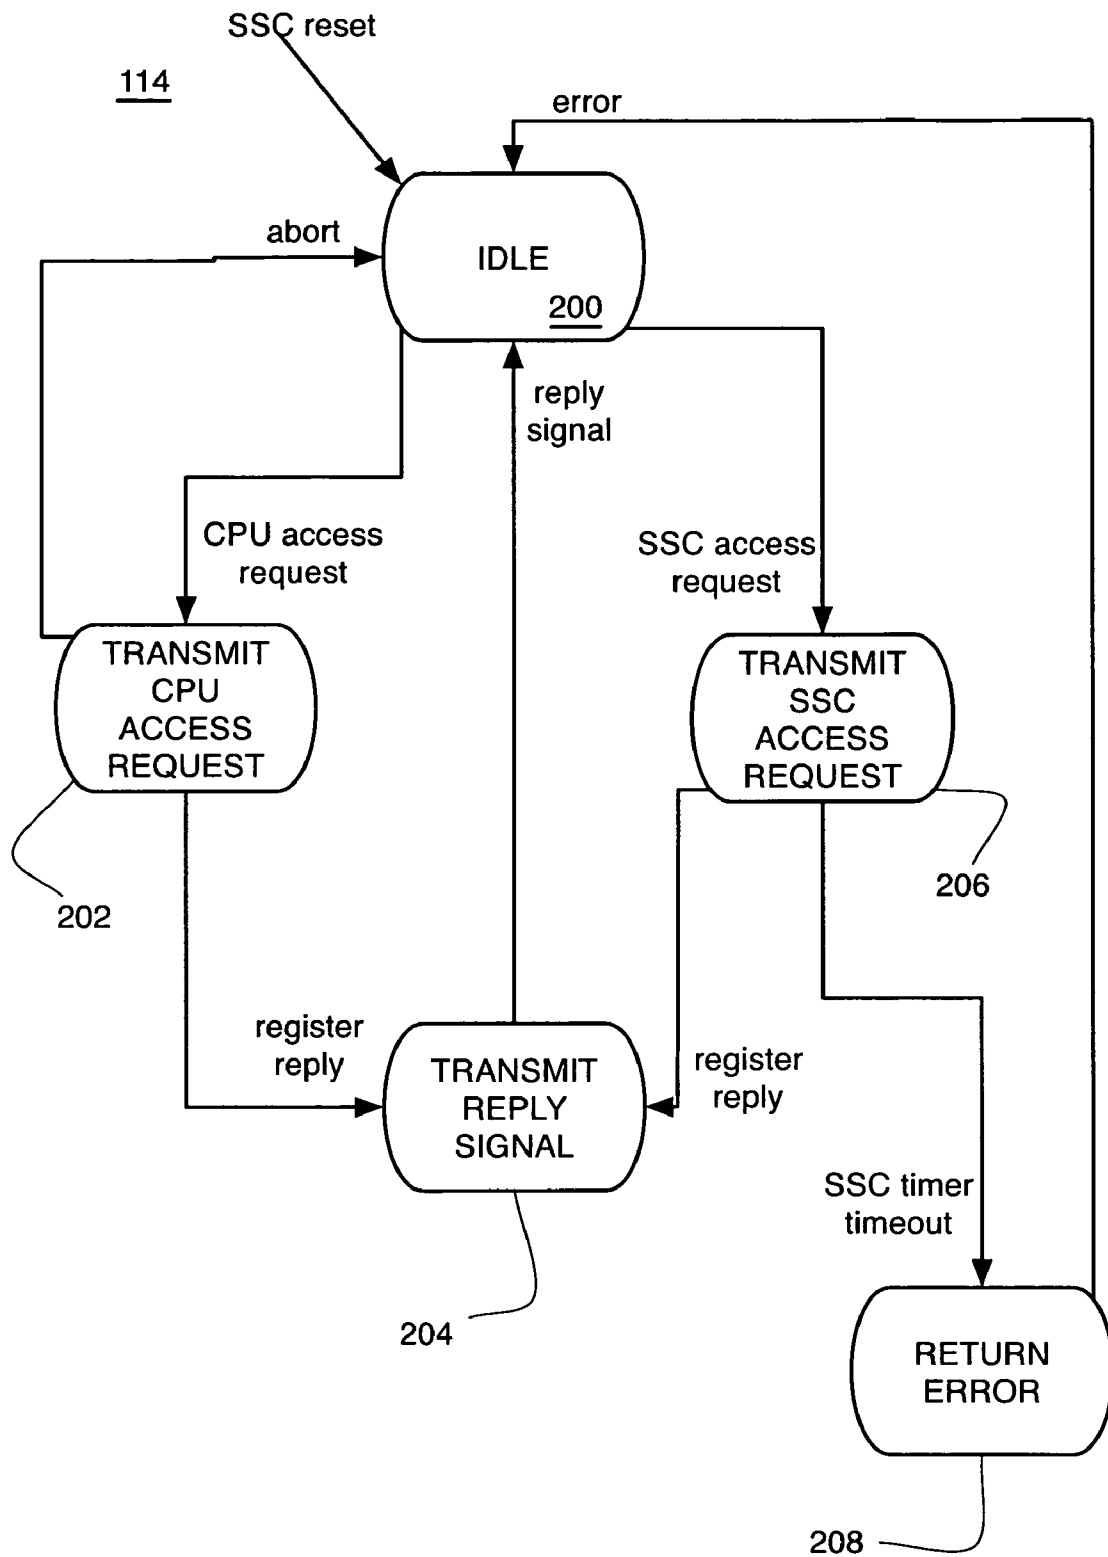 SSC reset
114
error
abort
IDLE
200
reply
signal
CPU access
request
SSC access
request
TRANSMIT
CPU
ACCESS
REQUEST
TRANSMIT
SSC
ACCESS
REQUEST
202
206
register
reply
TRANSMIT
REPLY
SIGNAL
register
reply
SSC timer
timeout
204
RETURN
ERROR
208